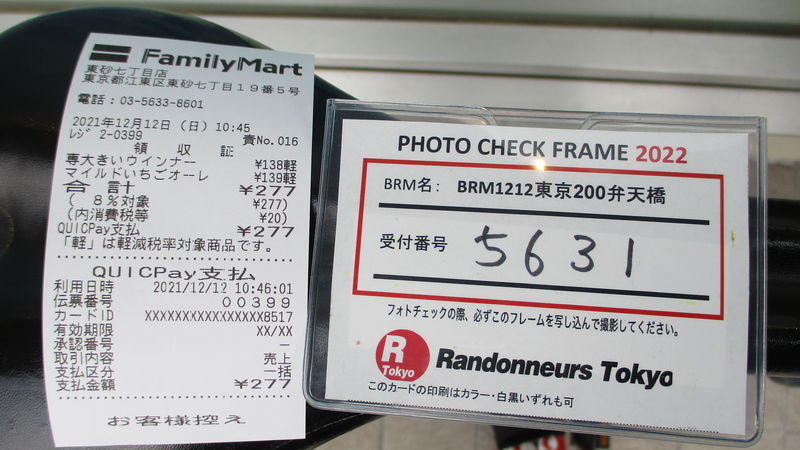 FamilyMart
東砂七丁目店
東京都江東区東砂七丁目19番5号
電話：03-5633-8601
2021年12月12日（日）10:45
レジ 2-0399 責No.016
領 収 証
専大きいウインナー ¥138軽
マイルドいちごオーレ ¥139軽
合 計 ¥277
（ 8％対象 ¥277）
（内消費税等 ¥20）
QUICPay支払 ¥277
「軽」は軽減税率対象商品です。
QUICPay支払
利用日時 2021/12/12 10:46:01
伝票番号 00399
カードID XXXXXXXXXXXXXXXX8517
有効期限 XX/XX
承認番号 －
取引内容 売上
支払区分 一括
支払金額 ¥277
お客様控え
PHOTO CHECK FRAME 2022
BRM名： BRM1212東京200弁天橋
受付番号 5631
フォトチェックの際、必ずこのフレームを写し込んで撮影してください。
R
Tokyo
Randonneurs Tokyo
このカードの印刷はカラー・白黒いずれも可